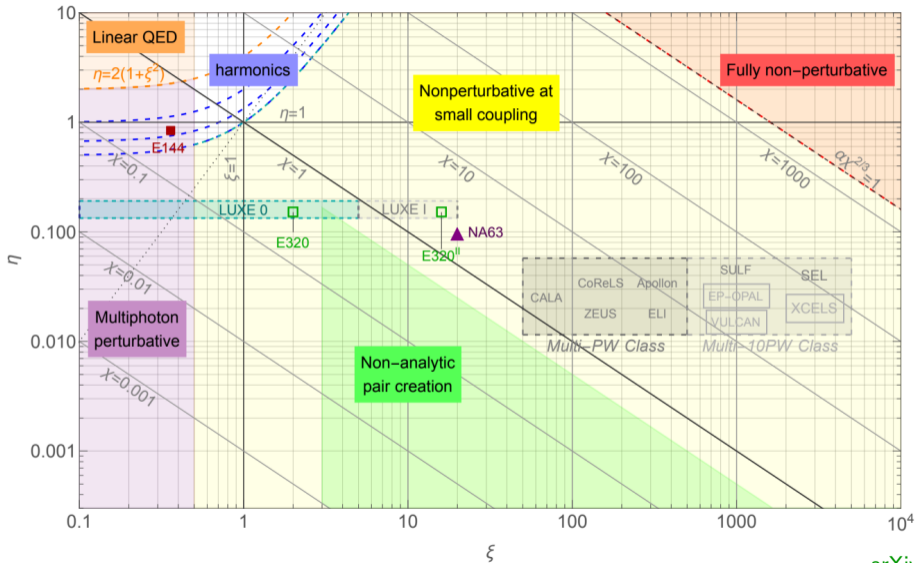 10
Linear QED
η=2(1+ξ²)
harmonics
Nonperturbative at
small coupling
Fully non−perturbative
1
η=1
E144
χ=0.1
ξ=1
χ=1
χ=10
χ=100
χ=1000
αχ^2/3=1
LUXE 0
LUXE I
0.100
E320
E320^II
NA63
η
χ=0.01
CALA
CoReLS
Apollon
ZEUS
ELI
SULF
SEL
EP−OPAL
XCELS
VULCAN
Multi−PW Class
Multi−10PW Class
Multiphoton
perturbative
0.010
Non−analytic
pair creation
χ=0.001
0.001
0.1
1
10
100
1000
10⁴
ξ